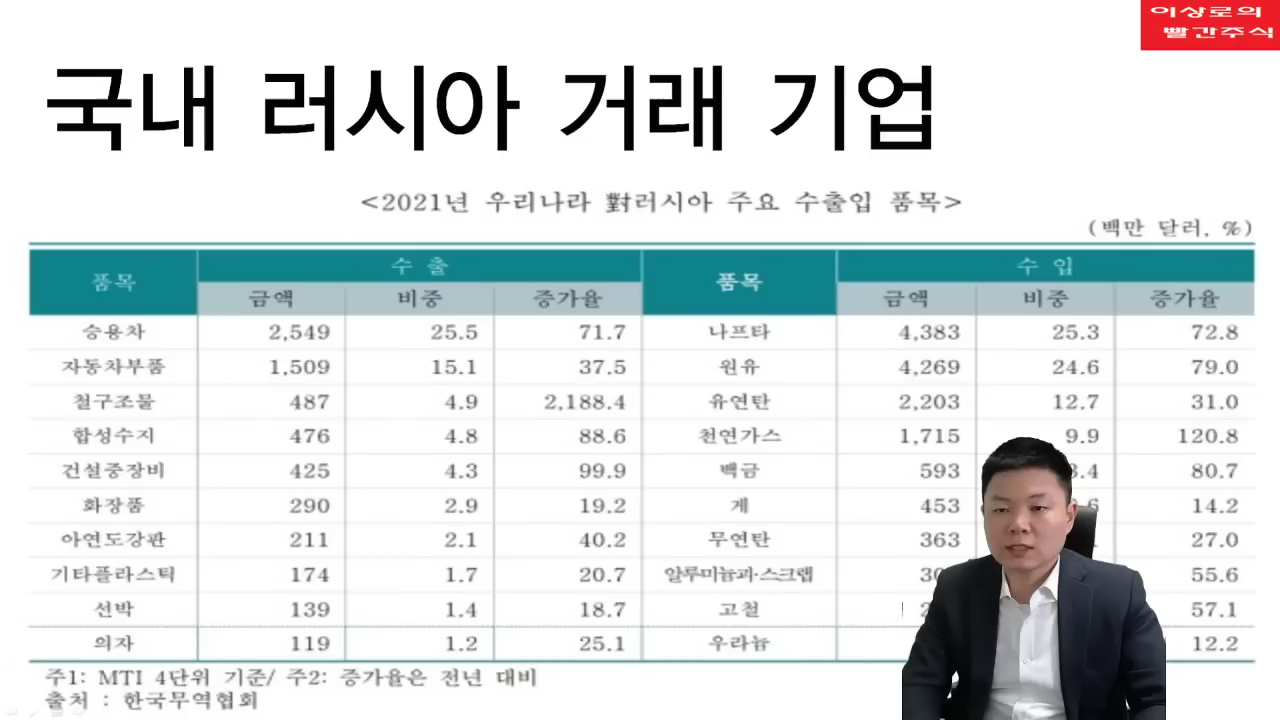 이상로의
빨간주식
국내 러시아 거래 기업
<2021년 우리나라 對러시아 주요 수출입 품목>
(백만 달러, %)
품목 수 출 품목 수 입
금액 비중 증가율 금액 비중 증가율
승용차 2,549 25.5 71.7 나프타 4,383 25.3 72.8
자동차부품 1,509 15.1 37.5 원유 4,269 24.6 79.0
철구조물 487 4.9 2,188.4 유연탄 2,203 12.7 31.0
합성수지 476 4.8 88.6 천연가스 1,715 9.9 120.8
건설중장비 425 4.3 99.9 백금 593 80.7
화장품 290 2.9 19.2 게 453 14.2
아연도강판 211 2.1 40.2 무연탄 363 27.0
기타플라스틱 174 1.7 20.7 알루미늄괴·스크랩 55.6
선박 139 1.4 18.7 고철 57.1
의자 119 1.2 25.1 우라늄 12.2
주1: MTI 4단위 기준/ 주2: 증가율은 전년 대비
출처 : 한국무역협회